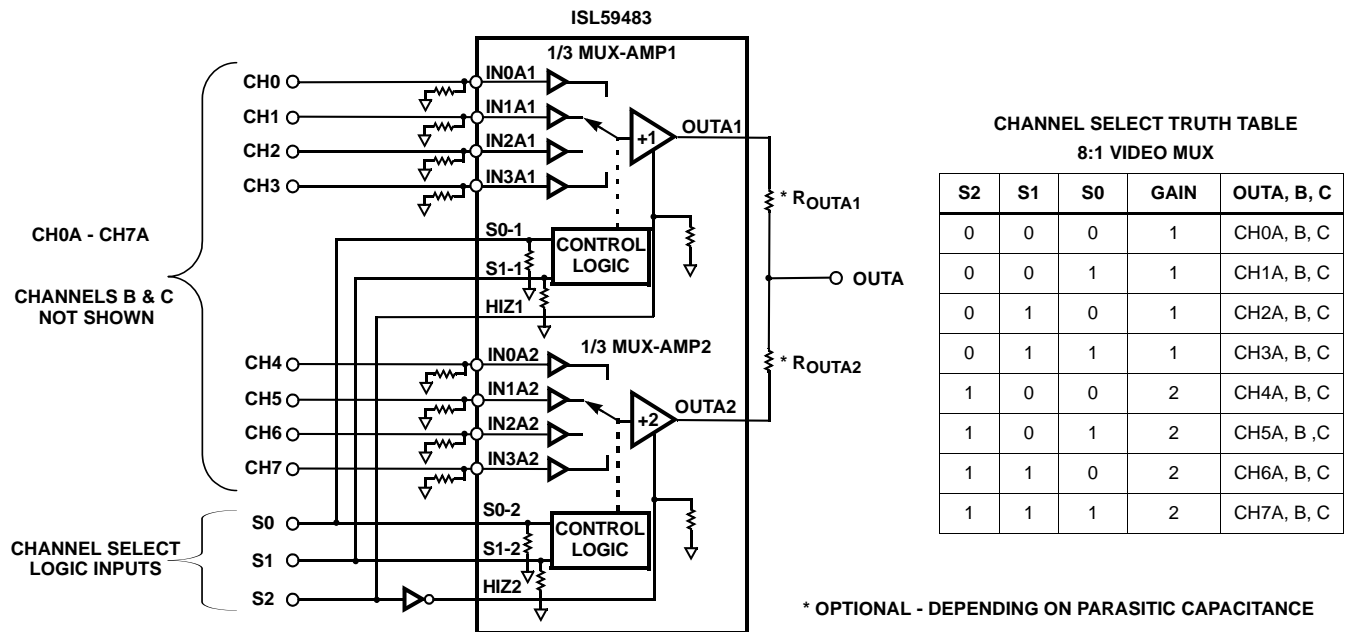 ISL59483
1/3 MUX-AMP1
CH0
IN0A1
CH1
IN1A1
CH2
IN2A1
CH3
IN3A1
+1
OUTA1
* ROUTA1
CH0A - CH7A
CHANNELS B & C
NOT SHOWN
S0-1
S1-1
HIZ1
CONTROL
LOGIC
OUTA
1/3 MUX-AMP2
CH4
IN0A2
CH5
IN1A2
CH6
IN2A2
CH7
IN3A2
+2
OUTA2
* ROUTA2
CHANNEL SELECT
LOGIC INPUTS
S0
S1
S2
S0-2
S1-2
HIZ2
CONTROL
LOGIC
CHANNEL SELECT TRUTH TABLE
8:1 VIDEO MUX
S2 S1 S0 GAIN OUTA, B, C
0 0 0 1 CH0A, B, C
0 0 1 1 CH1A, B, C
0 1 0 1 CH2A, B, C
0 1 1 1 CH3A, B, C
1 0 0 2 CH4A, B, C
1 0 1 2 CH5A, B ,C
1 1 0 2 CH6A, B, C
1 1 1 2 CH7A, B, C
* OPTIONAL - DEPENDING ON PARASITIC CAPACITANCE